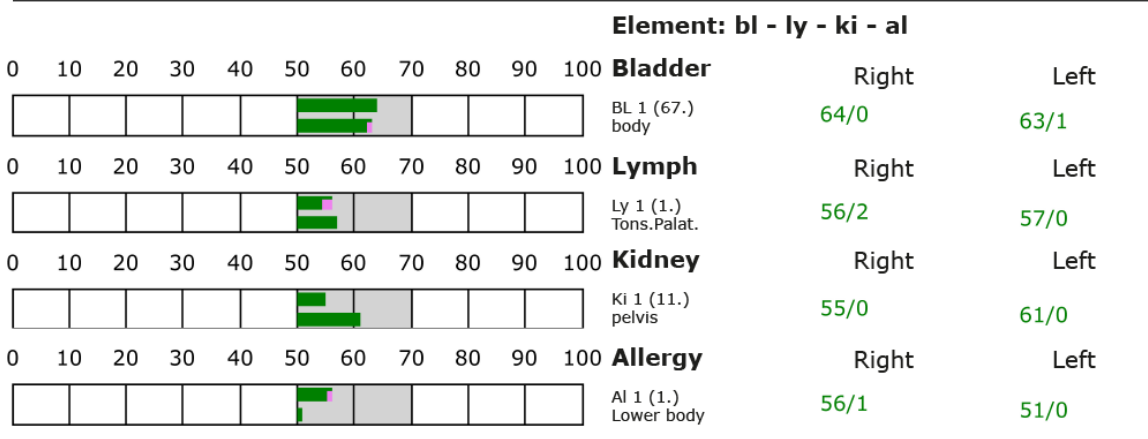 Element: bl - ly - ki - al
0 10 20 30 40 50 60 70 80 90 100 Bladder Right Left
BL 1 (67.) 64/0 63/1
body
0 10 20 30 40 50 60 70 80 90 100 Lymph Right Left
Ly 1 (1.) 56/2 57/0
Tons.Palat.
0 10 20 30 40 50 60 70 80 90 100 Kidney Right Left
Ki 1 (11.) 55/0 61/0
pelvis
0 10 20 30 40 50 60 70 80 90 100 Allergy Right Left
Al 1 (1.) 56/1 51/0
Lower body